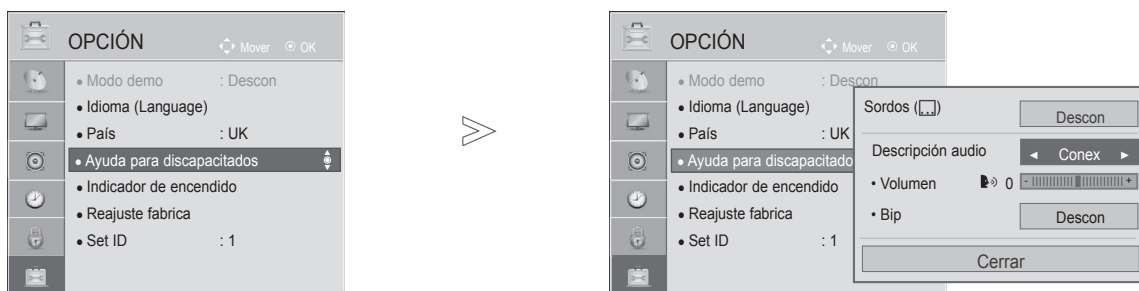 OPCIÓN Mover OK
• Modo demo : Descon
• Idioma (Language)
• País : UK
• Ayuda para discapacitados
• Indicador de encendido
• Reajuste fabrica
• Set ID : 1
OPCIÓN Mover OK
• Modo demo : Descon
• Idioma (Language)
• País : UK
• Ayuda para discapacitado
• Indicador de encendido
• Reajuste fabrica
• Set ID : 1
Sordos ( ) Descon
Descripción audio ◄ Conex ►
• Volumen 0 - +
• Bip Descon
Cerrar